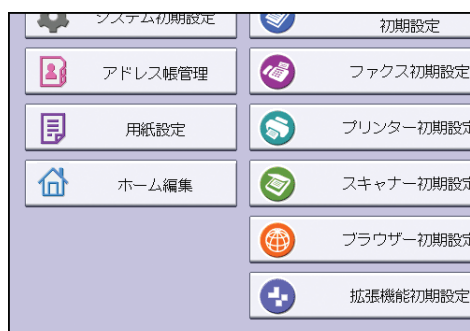 システム初期設定
アドレス帳管理
用紙設定
ホーム編集
初期設定
ファクス初期設定
プリンター初期設定
スキャナー初期設定
ブラウザー初期設定
拡張機能初期設定